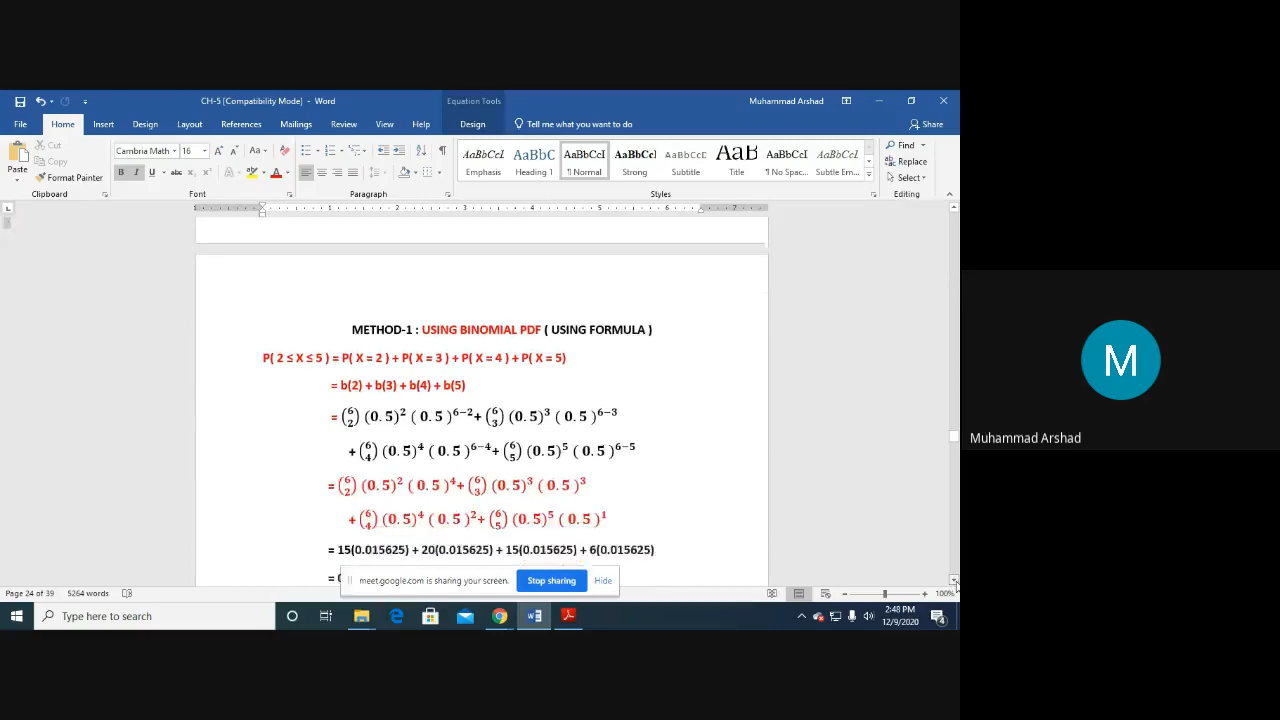 CH-5 [Compatibility Mode] - Word
Equation Tools
Muhammad Arshad
File Home Insert Design Layout References Mailings Review View Help Design Tell me what you want to do Share
Paste
Cut
Copy
Format Painter
Clipboard
Cambria Math 16
Font
Paragraph
AaBbCcI AaBbC AaBbCcI AaBbCcI AaBbCcE AaB AaBbCcI AaBbCcI
Emphasis Heading 1 ¶ Normal Strong Subtitle Title ¶ No Spac... Subtle Em...
Styles
Find
Replace
Select
Editing
METHOD-1 : USING BINOMIAL PDF ( USING FORMULA )
P( 2 ≤ X ≤ 5 ) = P( X = 2 ) + P( X = 3 ) + P( X = 4 ) + P( X = 5)
= b(2) + b(3) + b(4) + b(5)
= (6 2) (0.5)^2 ( 0.5 )^6−2 + (6 3) (0.5)^3 ( 0.5 )^6−3
+ (6 4) (0.5)^4 ( 0.5 )^6−4 + (6 5) (0.5)^5 ( 0.5 )^6−5
= (6 2) (0.5)^2 ( 0.5 )^4 + (6 3) (0.5)^3 ( 0.5 )^3
+ (6 4) (0.5)^4 ( 0.5 )^2 + (6 5) (0.5)^5 ( 0.5 )^1
= 15(0.015625) + 20(0.015625) + 15(0.015625) + 6(0.015625)
meet.google.com is sharing your screen. Stop sharing Hide
Page 24 of 39 5264 words 100%
Type here to search
2:48 PM
12/9/2020
4
M
Muhammad Arshad